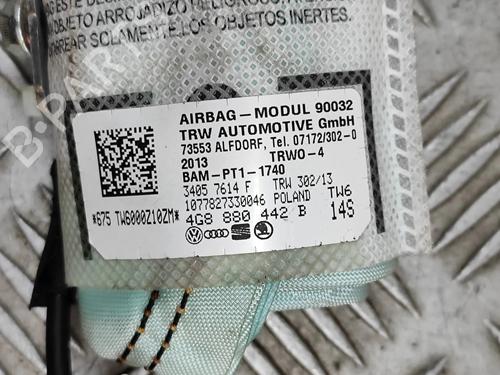 OBJETO ARROJADIZO
SOLAMENTE LOS OBJETOS INERTES.
AIRBAG-MODUL 90032
TRW AUTOMOTIVE GmbH
73553 ALFDORF, Tel. 07172/302-0
2013 TRWO-4
BAM-PT1-1740
3405 7614 F TRW 302/13
1077827330046 POLAND TW6
*675 TW6000Z10ZM* 4G8 880 442 B 14S
B-PARTS